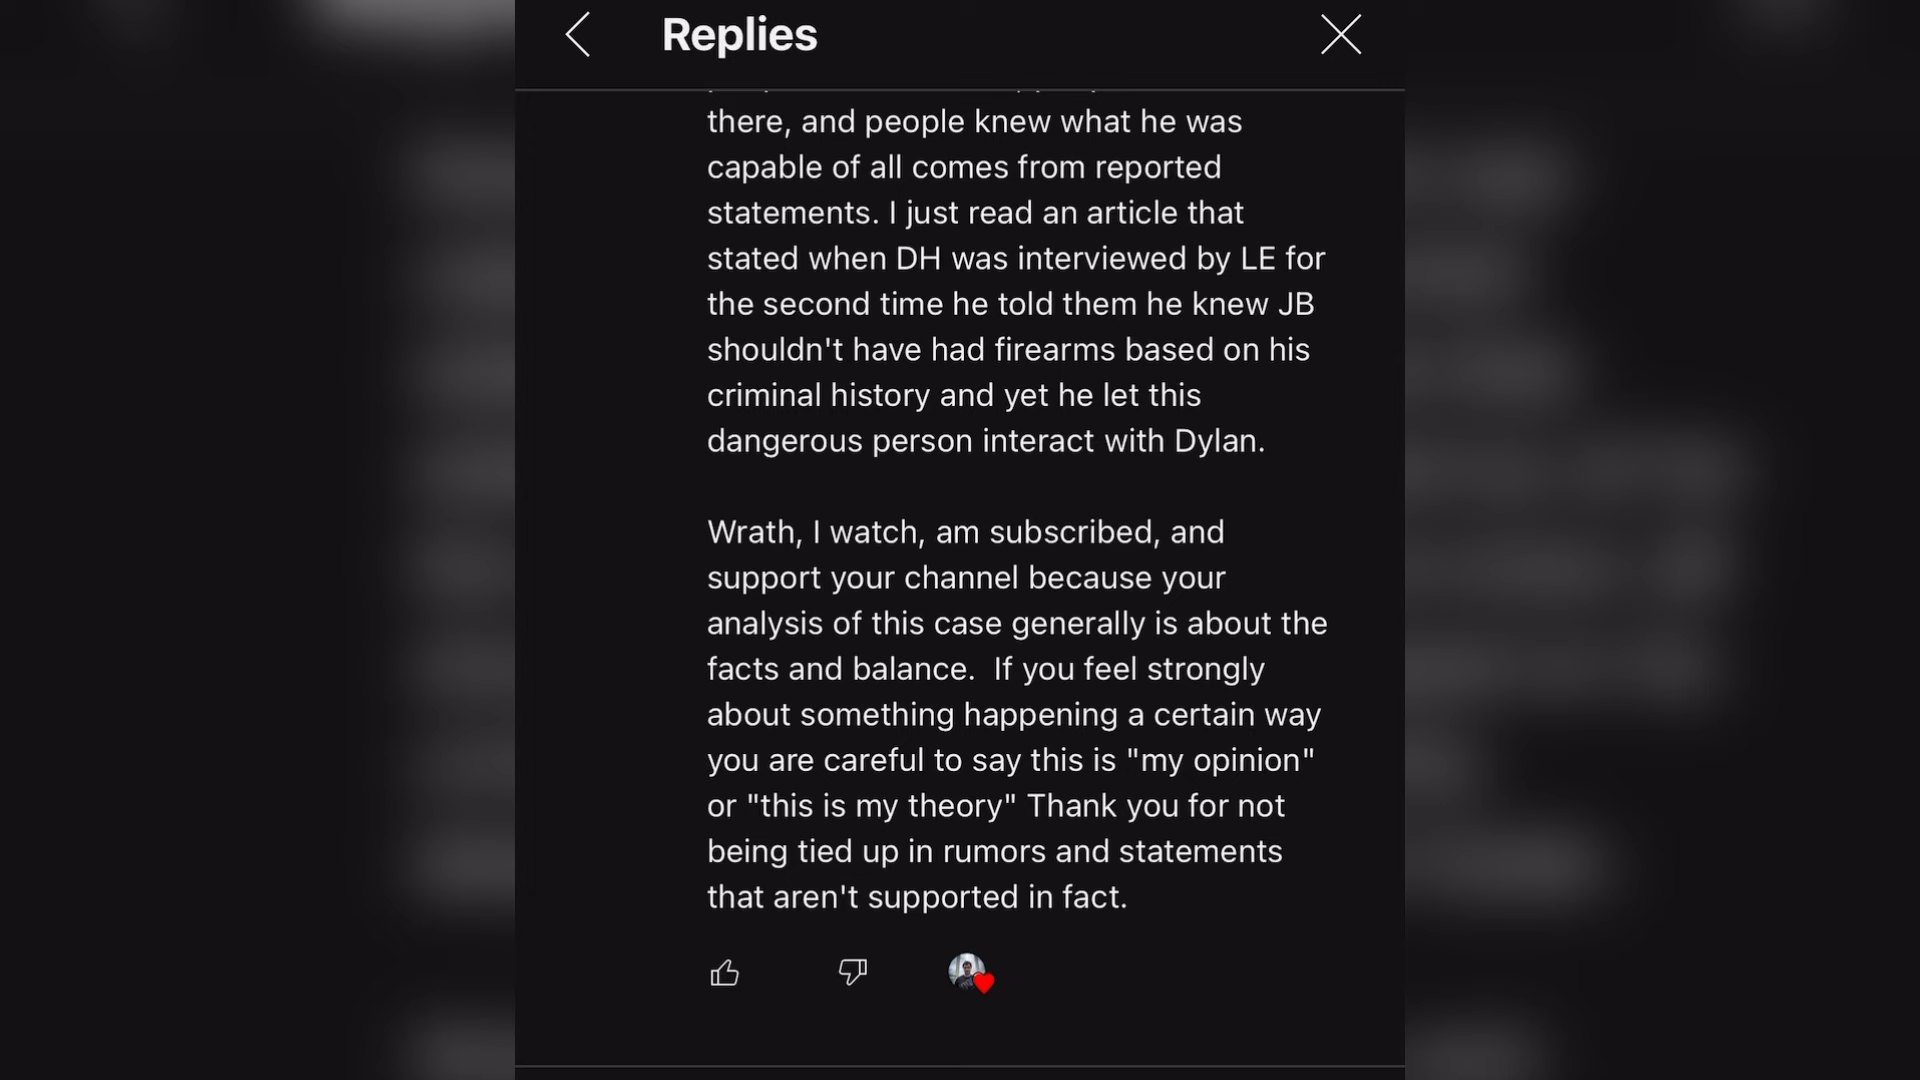 Replies
there, and people knew what he was
capable of all comes from reported
statements. I just read an article that
stated when DH was interviewed by LE for
the second time he told them he knew JB
shouldn't have had firearms based on his
criminal history and yet he let this
dangerous person interact with Dylan.
Wrath, I watch, am subscribed, and
support your channel because your
analysis of this case generally is about the
facts and balance.  If you feel strongly
about something happening a certain way
you are careful to say this is "my opinion"
or "this is my theory" Thank you for not
being tied up in rumors and statements
that aren't supported in fact.